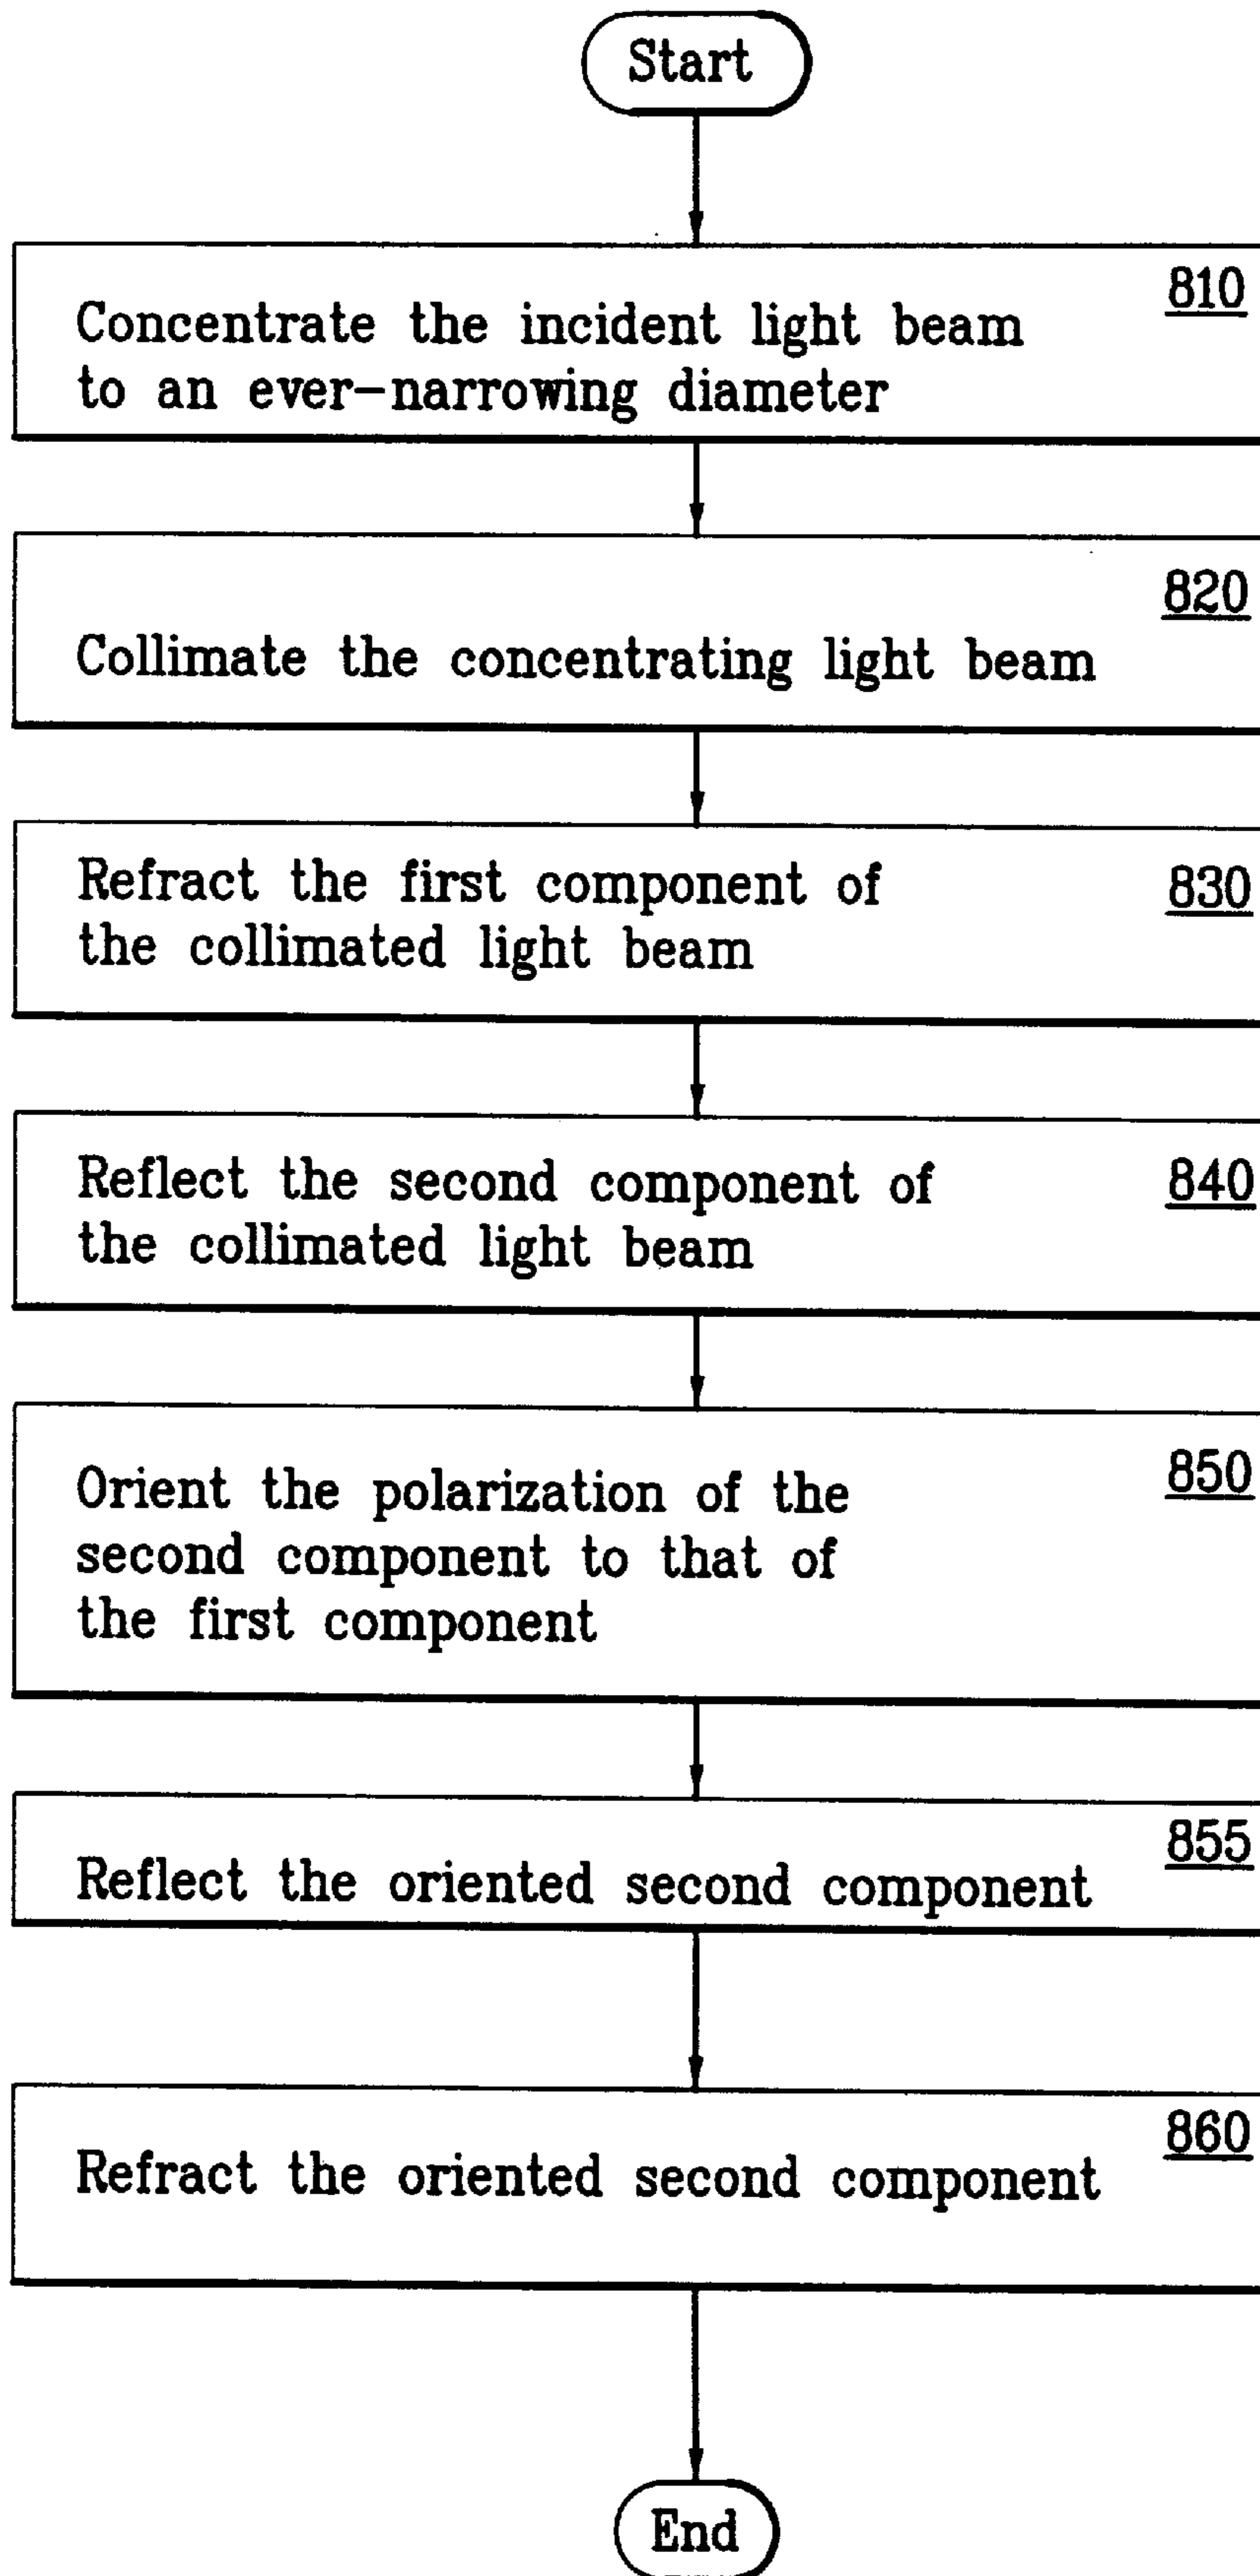 Start
810
Concentrate the incident light beam
to an ever-narrowing diameter
820
Collimate the concentrating light beam
Refract the first component of
830
the collimated light beam
Reflect the second component of
840
the collimated light beam
850
Orient the polarization of the
second component to that of
the first component
855
Reflect the oriented second component
860
Refract the oriented second component
End